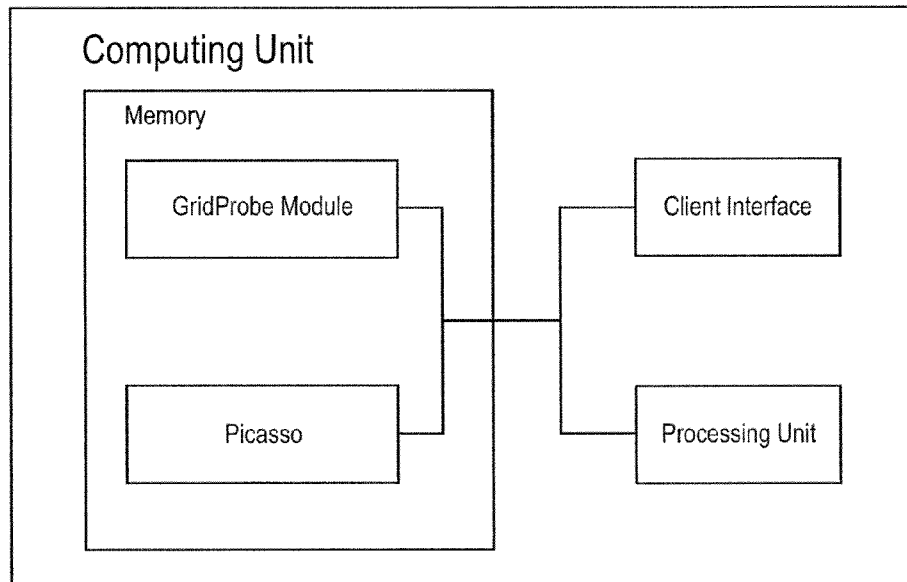 Computing Unit
Memory
GridProbe Module
Client Interface
Picasso
Processing Unit